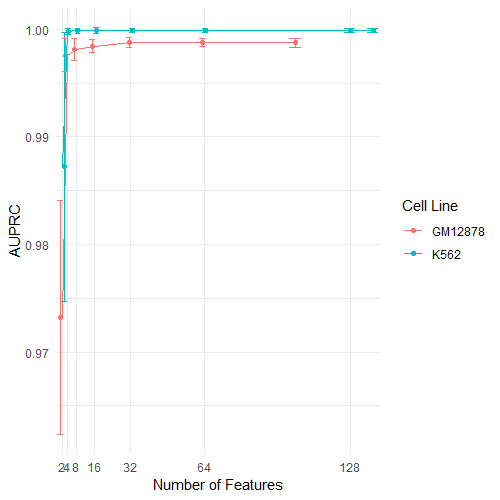 1.00
0.99
0.98
0.97
AUPRC
2 4 8 16 32 64 128
Number of Features
Cell Line
GM12878
K562